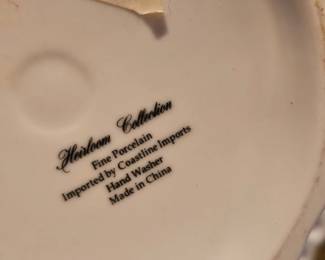 Heirloom Collection
Fine Porcelain
Imported by Coastline Imports
Hand Washer
Made in China